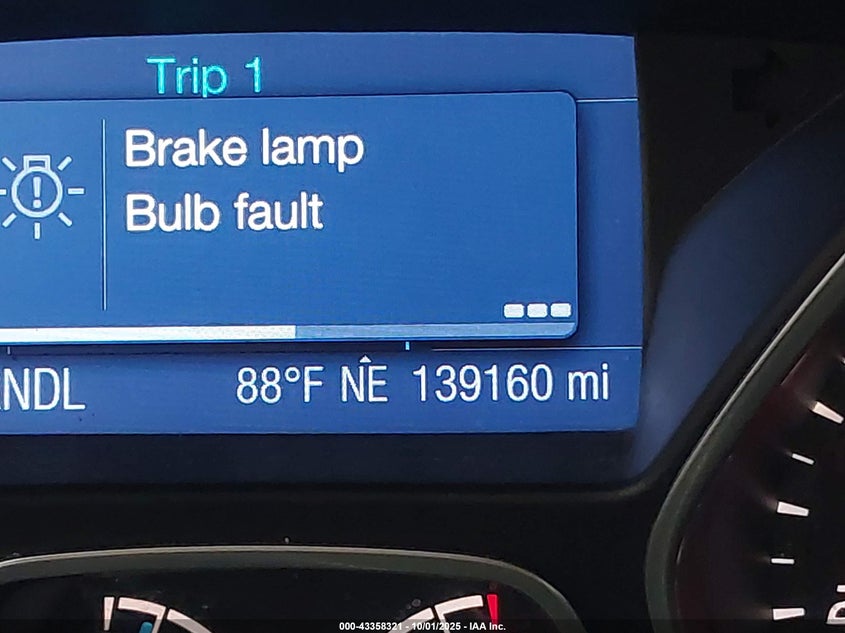 Trip 1
Brake lamp
Bulb fault
NDL 88°F NE 139160 mi
000-43358321 - 10/01/2025 - IAA Inc.